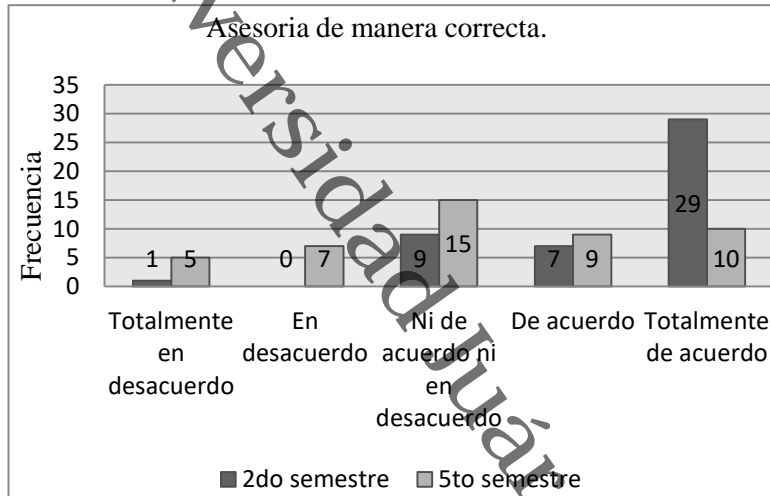 Asesoria de manera correcta.
35
30
25
20
15
10
5
0
Frecuencia
1 5
0 7
9 15
7 9
29 10
Totalmente
en
desacuerdo
En
desacuerdo
Ni de
acuerdo ni
en
desacuerdo
De acuerdo
Totalmente
de acuerdo
2do semestre 5to semestre
versidad Juár